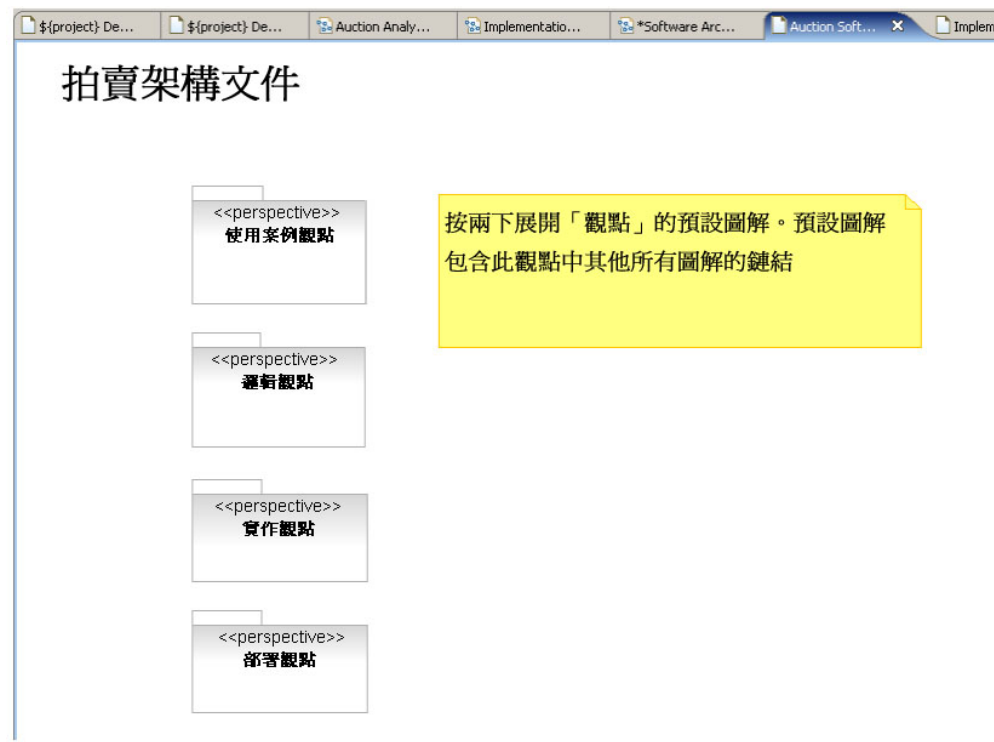 ${project} De...
${project} De...
Auction Analy...
Implementatio...
*Software Arc...
Auction Soft...
Implem
拍賣架構文件
<<perspective>>
使用案例觀點
按兩下展開「觀點」的預設圖解。預設圖解
包含此觀點中其他所有圖解的鏈結
<<perspective>>
邏輯觀點
<<perspective>>
實作觀點
<<perspective>>
部署觀點